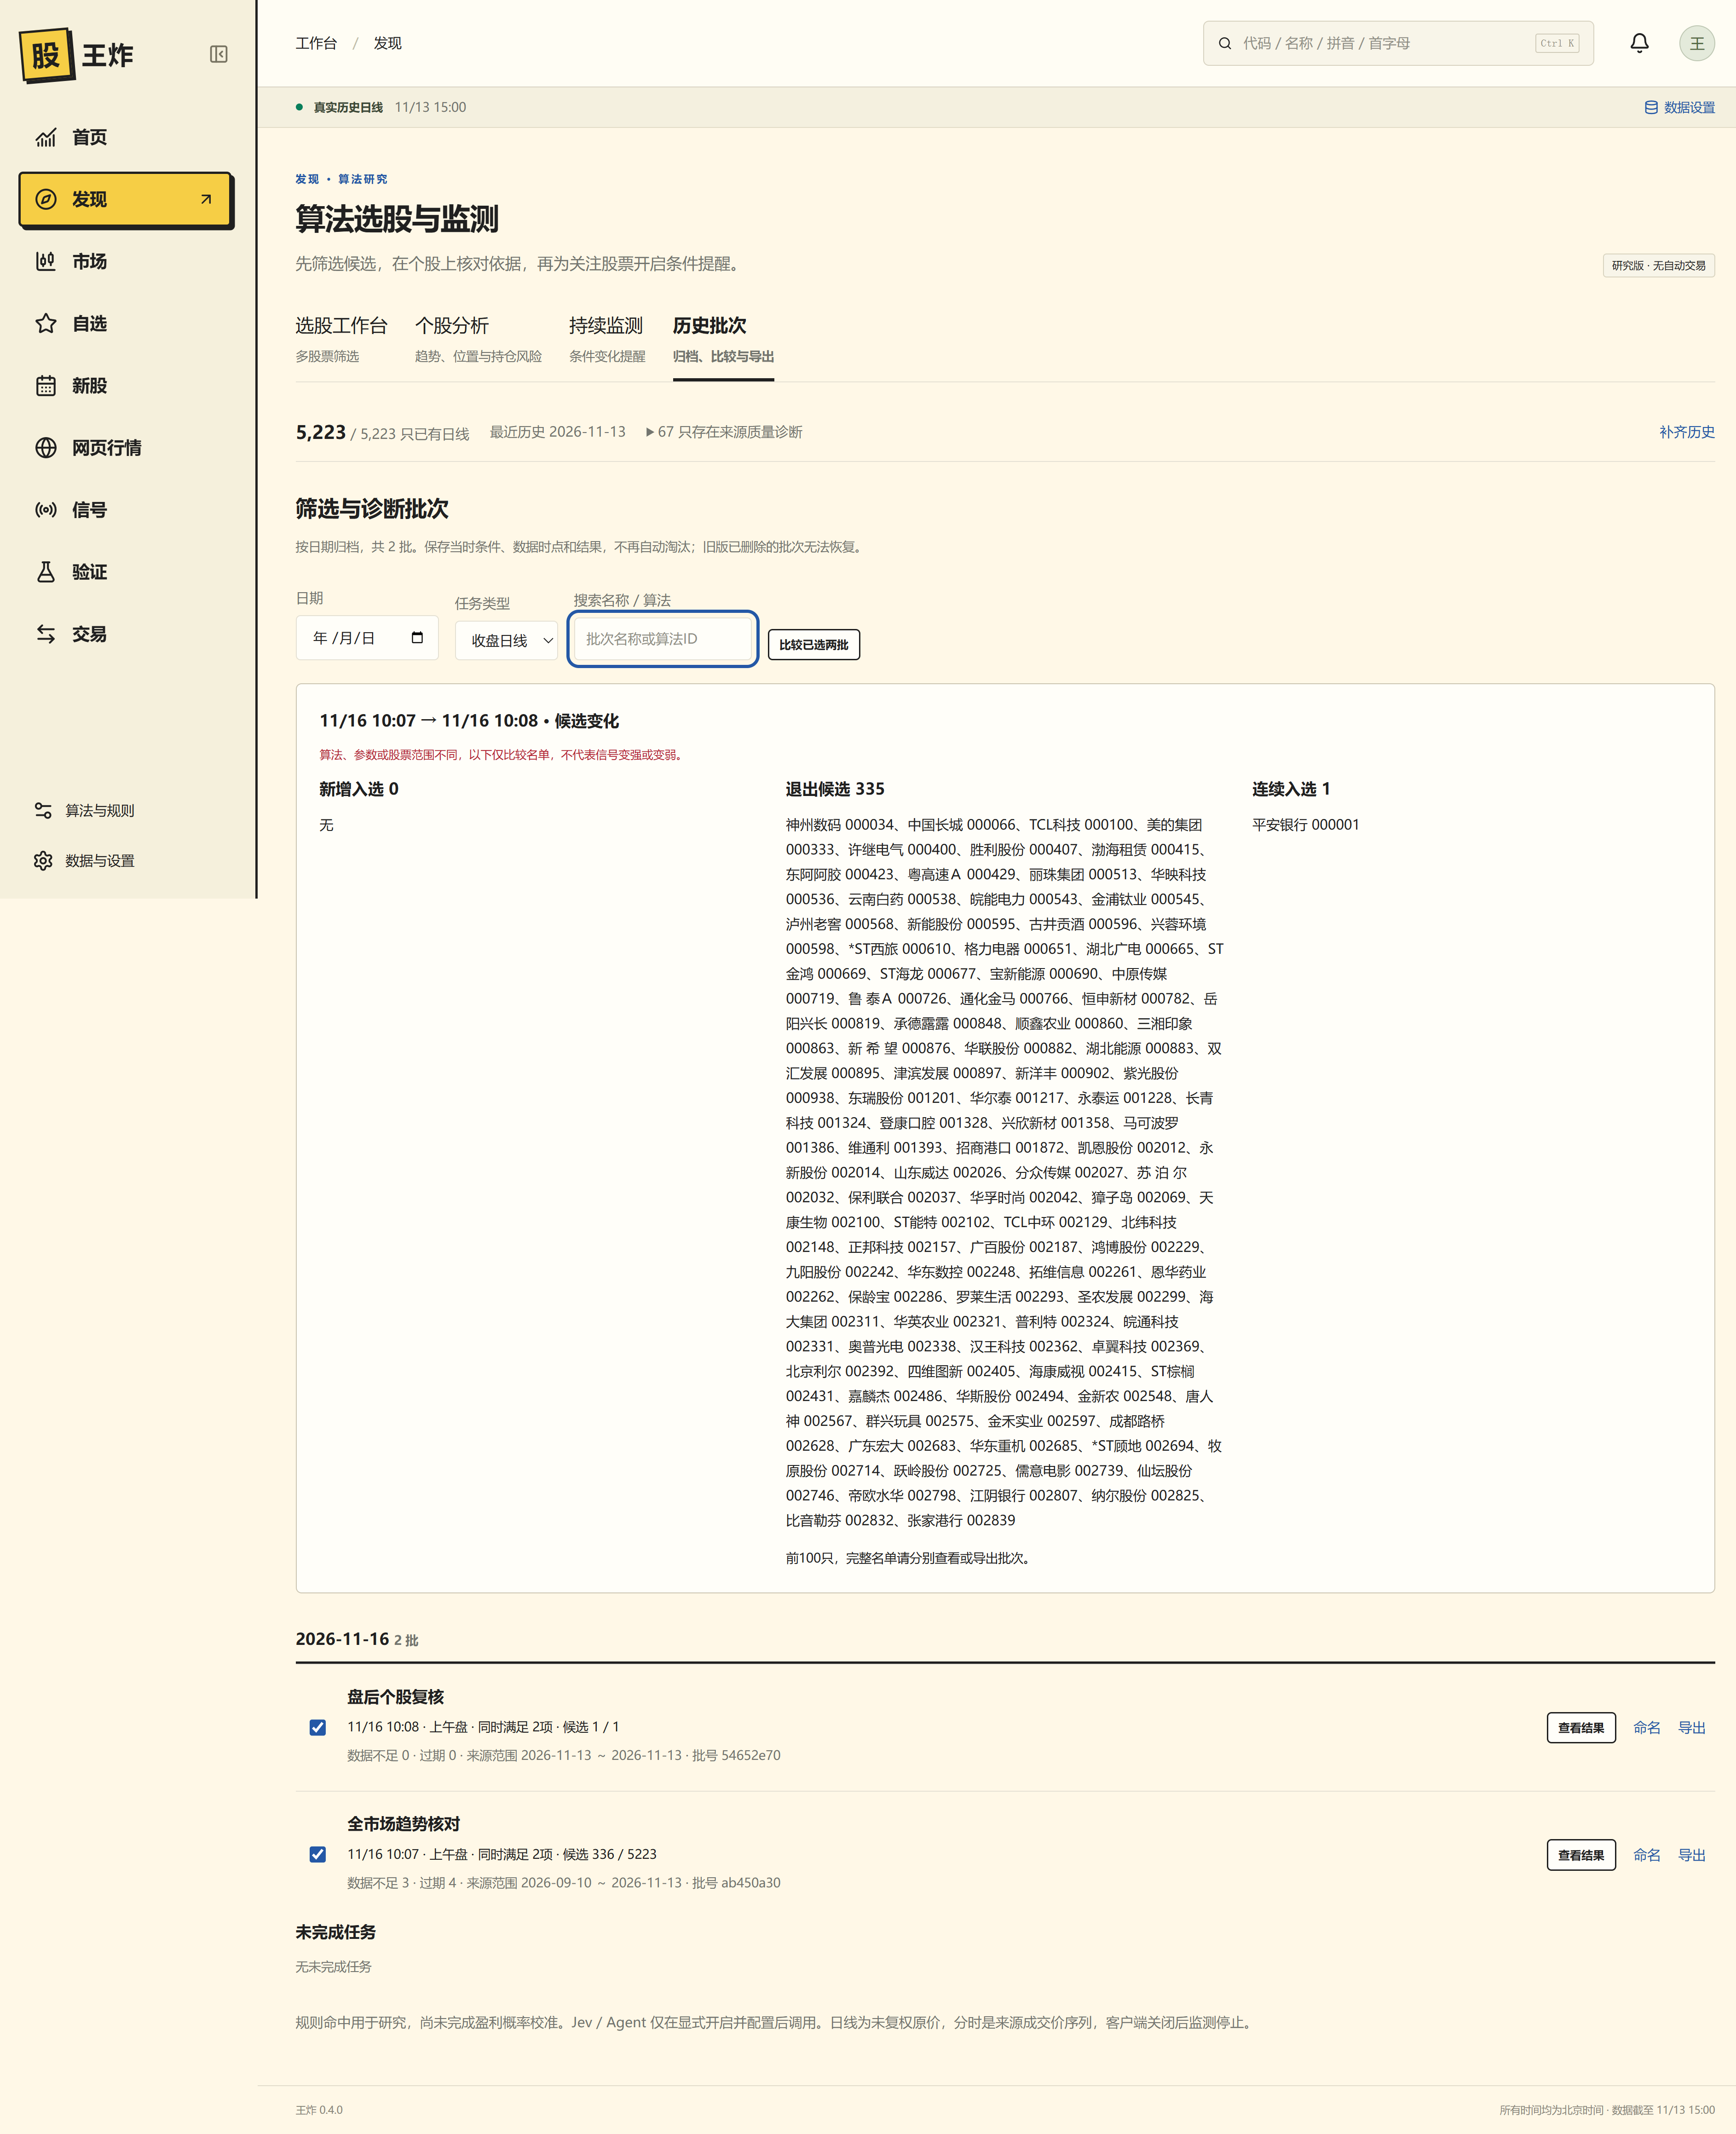 股 王炸
首页
发现
市场
自选
新股
网页行情
信号
验证
交易
算法与规则
数据与设置
工作台 / 发现
代码 / 名称 / 拼音 / 首字母 Ctrl K
王
真实历史日线 11/13 15:00
数据设置
发现 · 算法研究
算法选股与监测
先筛选候选，在个股上核对依据，再为关注股票开启条件提醒。
研究版 · 无自动交易
选股工作台 个股分析 持续监测 历史批次
多股票筛选 趋势、位置与持仓风险 条件变化提醒 归档、比较与导出
5,223 / 5,223 只已有日线 最近历史 2026-11-13 ▶ 67 只存在来源质量诊断
补齐历史
筛选与诊断批次
按日期归档，共 2 批。保存当时条件、数据时点和结果，不再自动淘汰；旧版已删除的批次无法恢复。
日期 任务类型 搜索名称 / 算法
年 /月/日 收盘日线 批次名称或算法ID 比较已选两批
11/16 10:07 → 11/16 10:08 · 候选变化
算法、参数或股票范围不同，以下仅比较名单，不代表信号变强或变弱。
新增入选 0
无
退出候选 335
神州数码 000034、中国长城 000066、TCL科技 000100、美的集团
000333、许继电气 000400、胜利股份 000407、渤海租赁 000415、
东阿阿胶 000423、粤高速Ａ 000429、丽珠集团 000513、华映科技
000536、云南白药 000538、皖能电力 000543、金浦钛业 000545、
泸州老窖 000568、新能股份 000595、古井贡酒 000596、兴蓉环境
000598、*ST西旅 000610、格力电器 000651、湖北广电 000665、ST
金鸿 000669、ST海龙 000677、宝新能源 000690、中原传媒
000719、鲁 泰Ａ 000726、通化金马 000766、恒申新材 000782、岳
阳兴长 000819、承德露露 000848、顺鑫农业 000860、三湘印象
000863、新 希 望 000876、华联股份 000882、湖北能源 000883、双
汇发展 000895、津滨发展 000897、新洋丰 000902、紫光股份
000938、东瑞股份 001201、华尔泰 001217、永泰运 001228、长青
科技 001324、登康口腔 001328、兴欣新材 001358、马可波罗
001386、维通利 001393、招商港口 001872、凯恩股份 002012、永
新股份 002014、山东威达 002026、分众传媒 002027、苏 泊 尔
002032、保利联合 002037、华孚时尚 002042、獐子岛 002069、天
康生物 002100、ST能特 002102、TCL中环 002129、北纬科技
002148、正邦科技 002157、广百股份 002187、鸿博股份 002229、
九阳股份 002242、华东数控 002248、拓维信息 002261、恩华药业
002262、保龄宝 002286、罗莱生活 002293、圣农发展 002299、海
大集团 002311、华英农业 002321、普利特 002324、皖通科技
002331、奥普光电 002338、汉王科技 002362、卓翼科技 002369、
北京利尔 002392、四维图新 002405、海康威视 002415、ST棕榈
002431、嘉麟杰 002486、华斯股份 002494、金新农 002548、唐人
神 002567、群兴玩具 002575、金禾实业 002597、成都路桥
002628、广东宏大 002683、华东重机 002685、*ST顾地 002694、牧
原股份 002714、跃岭股份 002725、儒意电影 002739、仙坛股份
002746、帝欧水华 002798、江阴银行 002807、纳尔股份 002825、
比音勒芬 002832、张家港行 002839
前100只，完整名单请分别查看或导出批次。
连续入选 1
平安银行 000001
2026-11-16 2 批
盘后个股复核
11/16 10:08 · 上午盘 · 同时满足 2项 · 候选 1 / 1
数据不足 0 · 过期 0 · 来源范围 2026-11-13 ～ 2026-11-13 · 批号 54652e70
查看结果 命名 导出
全市场趋势核对
11/16 10:07 · 上午盘 · 同时满足 2项 · 候选 336 / 5223
数据不足 3 · 过期 4 · 来源范围 2026-09-10 ～ 2026-11-13 · 批号 ab450a30
查看结果 命名 导出
未完成任务
无未完成任务
规则命中用于研究，尚未完成盈利概率校准。Jev / Agent 仅在显式开启并配置后调用。日线为未复权原价，分时是来源成交价序列，客户端关闭后监测停止。
王炸 0.4.0
所有时间均为北京时间 · 数据截至 11/13 15:00